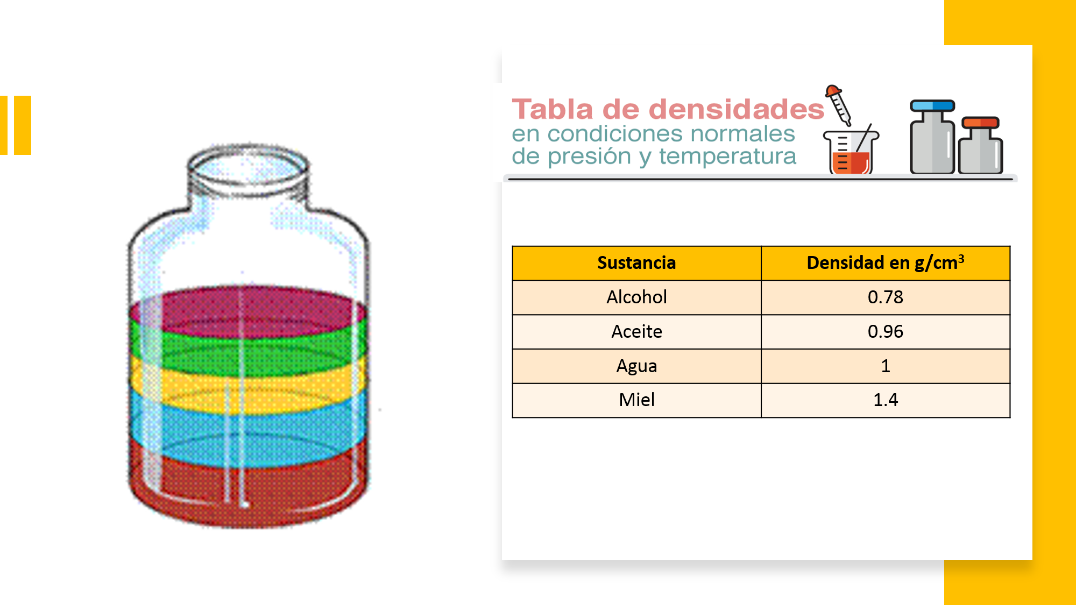 Tabla de densidades
en condiciones normales
de presión y temperatura
Sustancia Densidad en g/cm³
Alcohol 0.78
Aceite 0.96
Agua 1
Miel 1.4